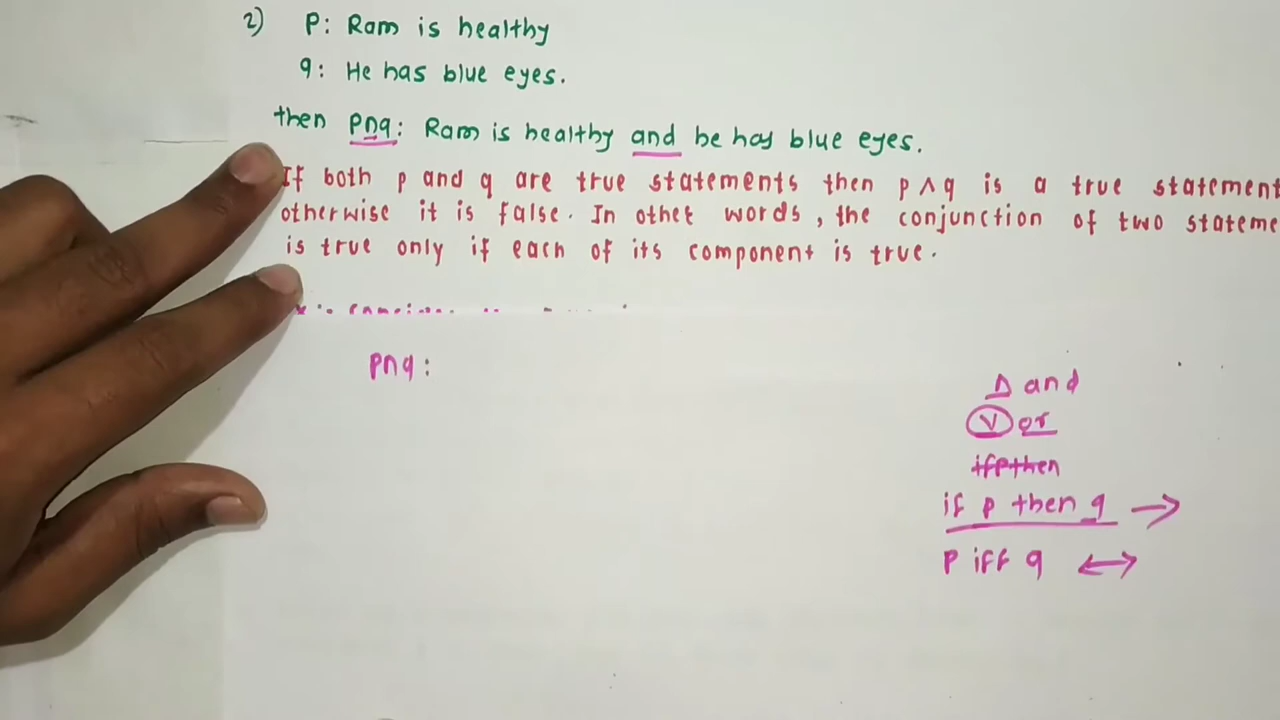 2) P: Ram is healthy
q: He has blue eyes.
then p∩q: Ram is healthy and he has blue eyes.
If both p and q are true statements then p ∧ q is a true statement
otherwise it is false. In other words, the conjunction of two stateme
is true only if each of its component is true.
p∩q:
∆ and
V or
if p then
if p then q →
P iff q ↔